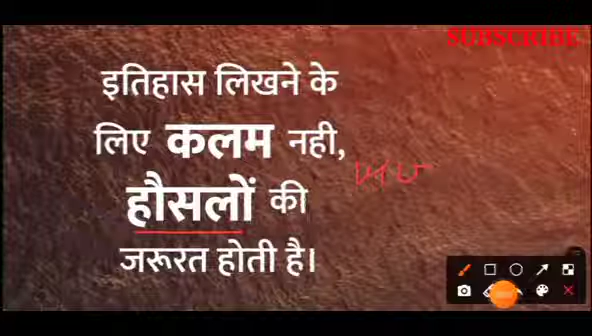 SUBSCRIBE
इतिहास लिखने के
लिए कलम नही,
हौसलों की
जरूरत होती है।